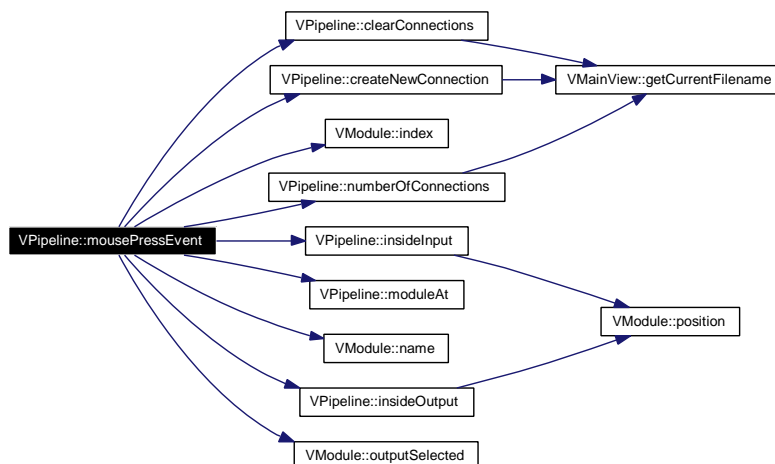 VPipeline::clearConnections
VPipeline::createNewConnection
VMainView::getCurrentFilename
VModule::index
VPipeline::numberOfConnections
VPipeline::mousePressEvent
VPipeline::insideInput
VPipeline::moduleAt
VModule::position
VModule::name
VPipeline::insideOutput
VModule::outputSelected